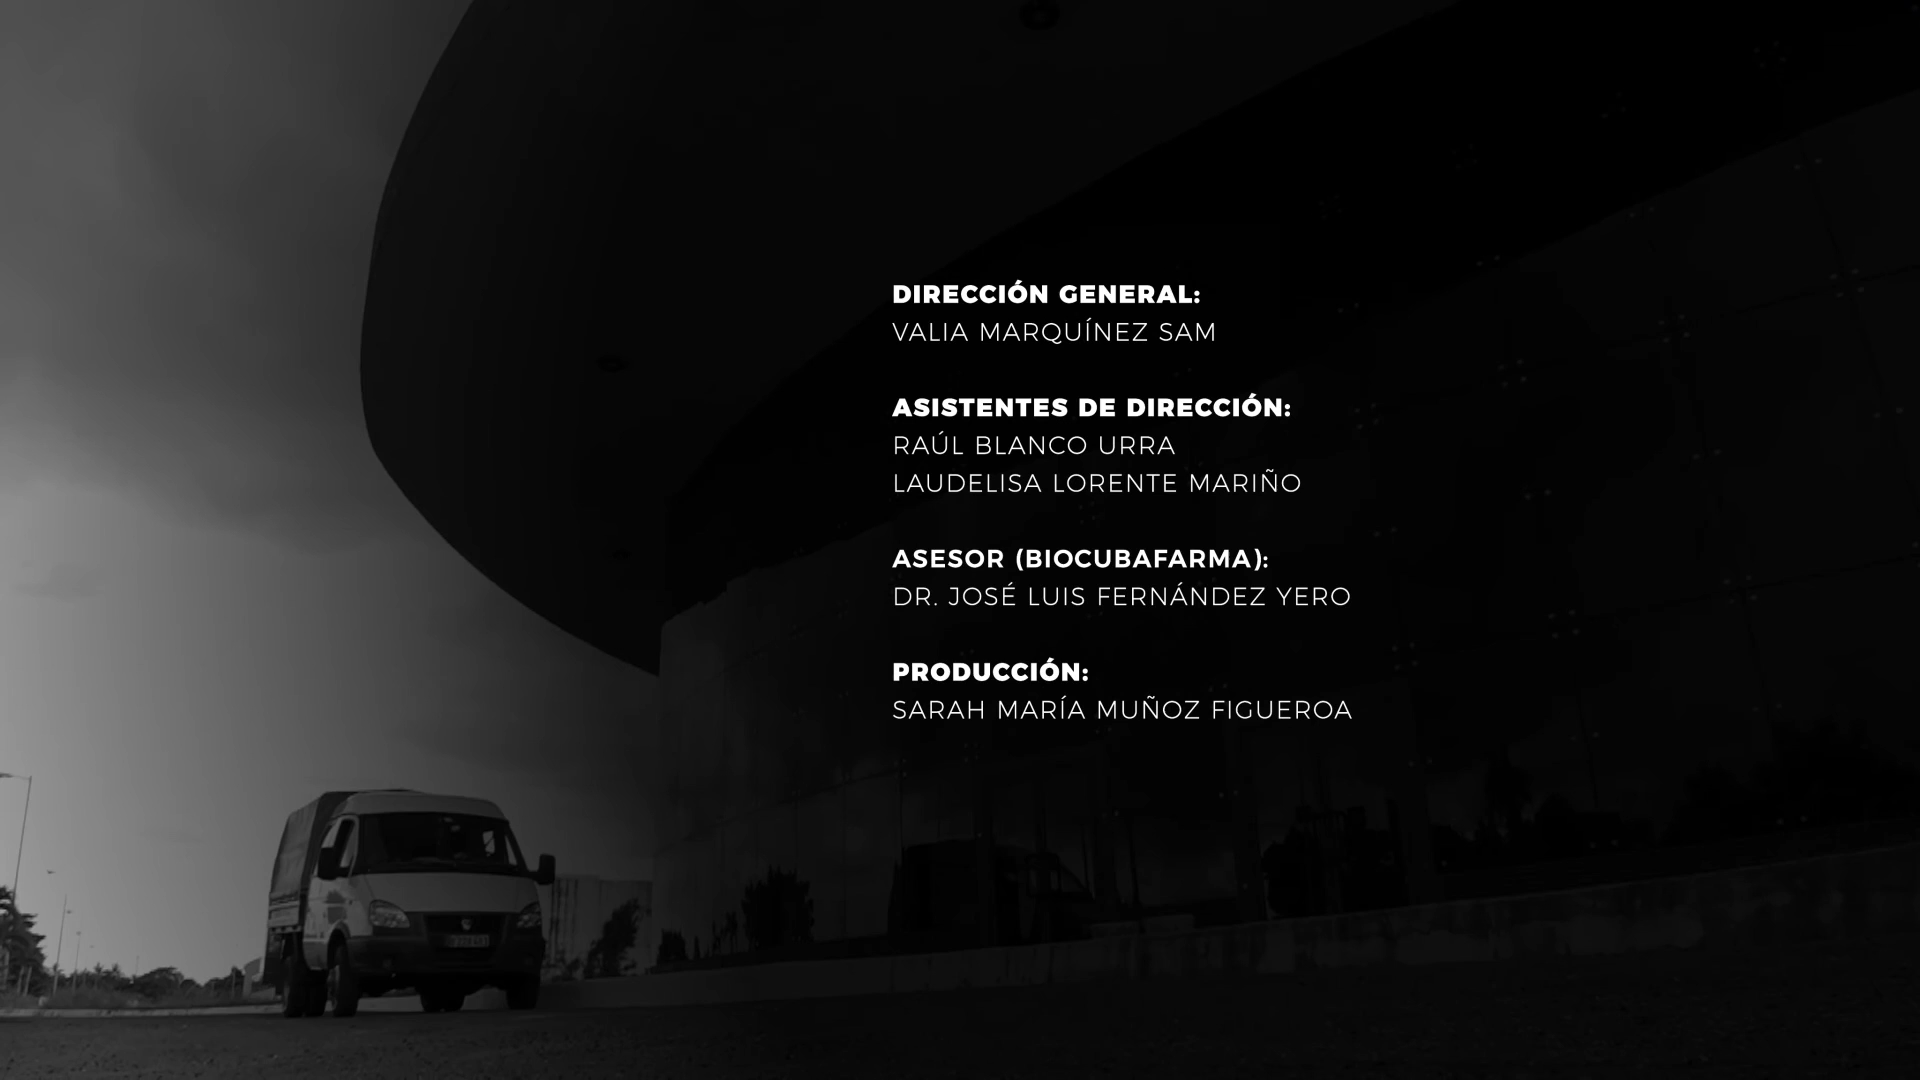 DIRECCIÓN GENERAL:
VALIA MARQUÍNEZ SAM
ASISTENTES DE DIRECCIÓN:
RAÚL BLANCO URRA
LAUDELISA LORENTE MARIÑO
ASESOR (BIOCUBAFARMA):
DR. JOSÉ LUIS FERNÁNDEZ YERO
PRODUCCIÓN:
SARAH MARÍA MUÑOZ FIGUEROA